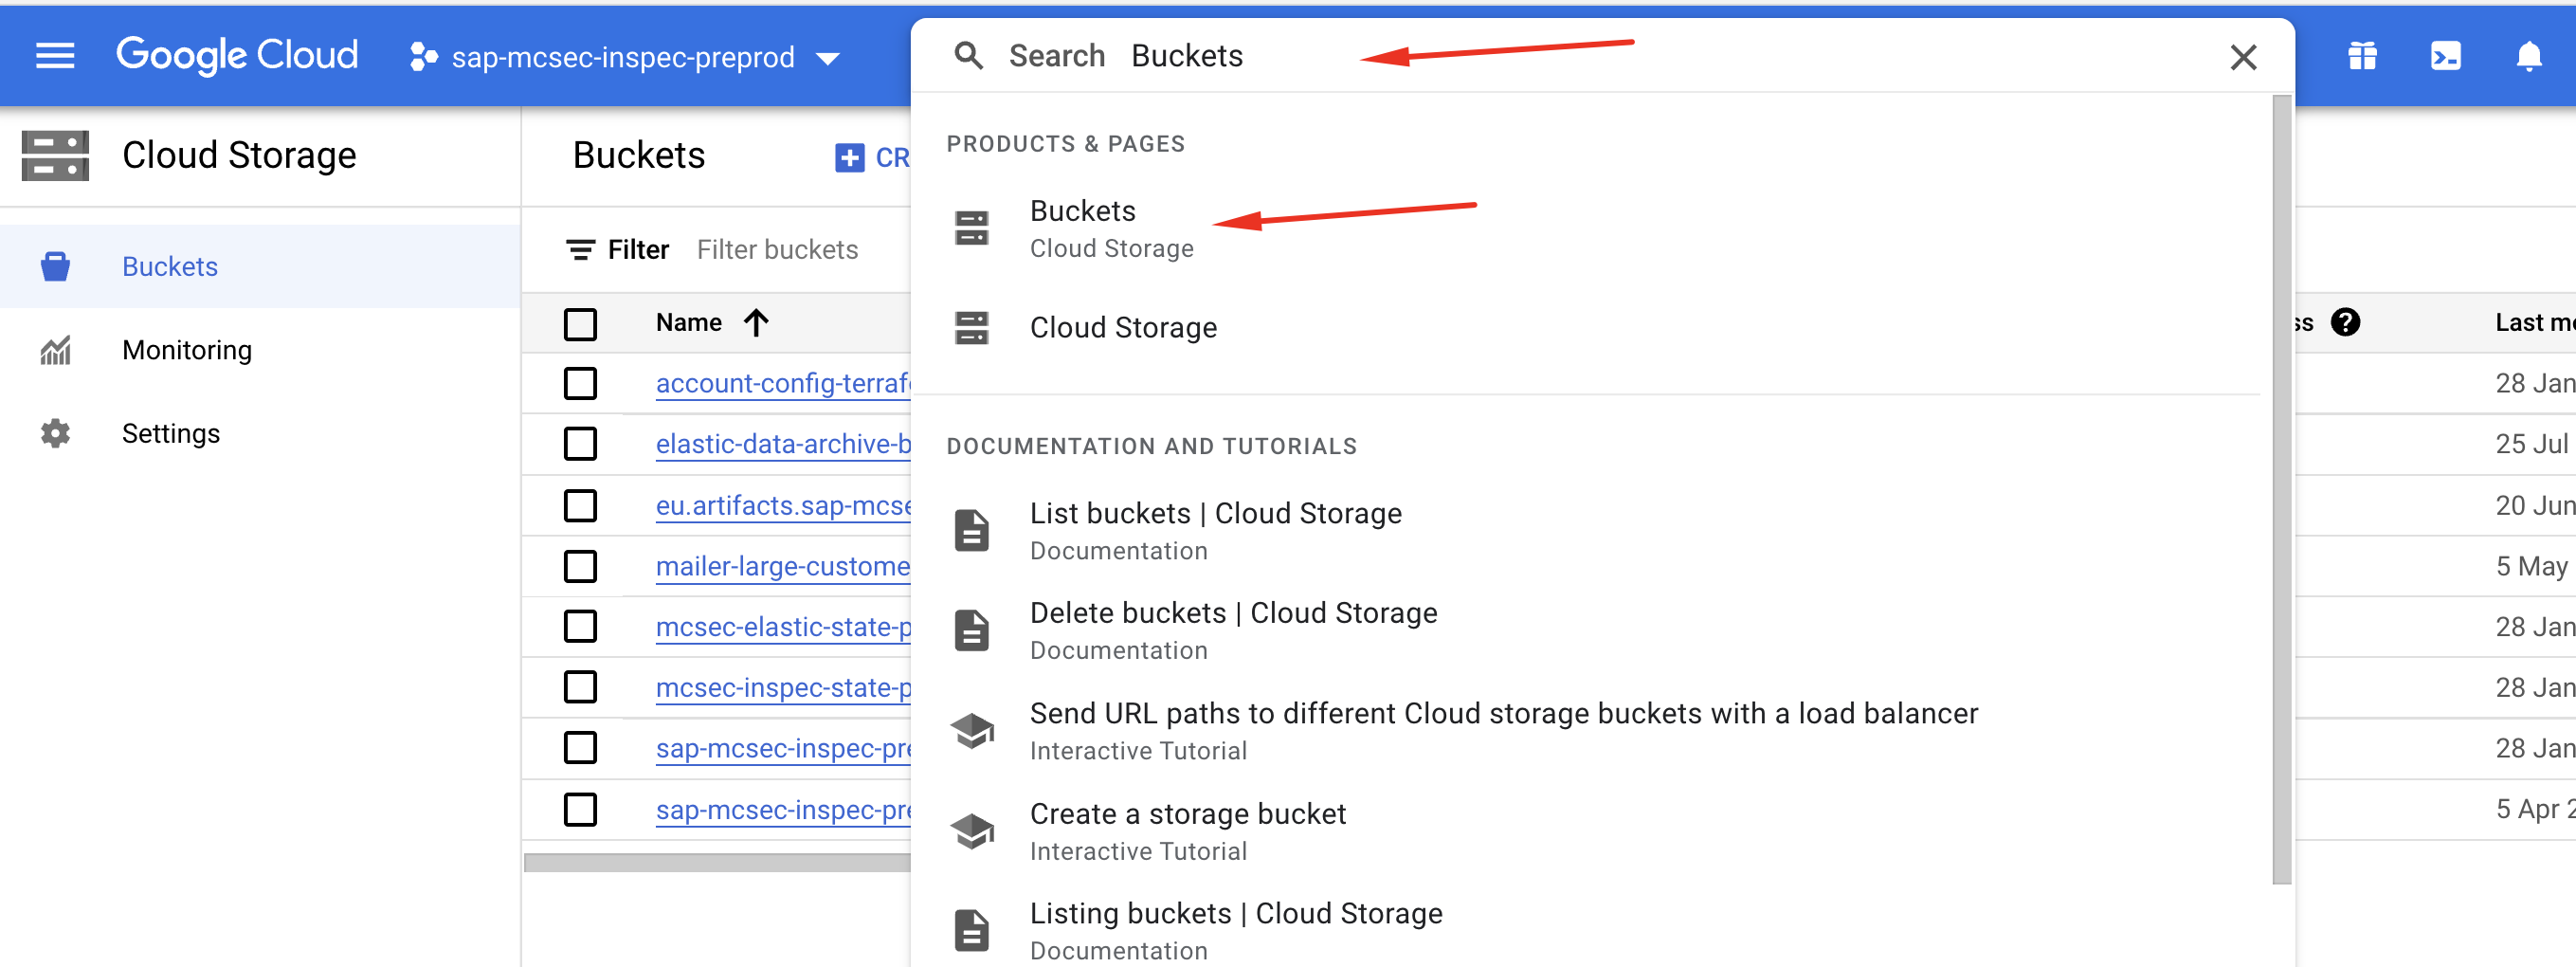 Google Cloud
sap-mcsec-inspec-preprod
Search Buckets
Cloud Storage
Buckets
Monitoring
Settings
Buckets
CR
Filter Filter buckets
Name
ss
Last m
account-config-terraf
28 Jan
elastic-data-archive-b
25 Jul
eu.artifacts.sap-mcse
20 Jun
mailer-large-custome
5 May
mcsec-elastic-state-p
28 Jan
mcsec-inspec-state-p
28 Jan
sap-mcsec-inspec-pre
28 Jan
sap-mcsec-inspec-pre
5 Apr 2
PRODUCTS & PAGES
Buckets
Cloud Storage
Cloud Storage
DOCUMENTATION AND TUTORIALS
List buckets | Cloud Storage
Documentation
Delete buckets | Cloud Storage
Documentation
Send URL paths to different Cloud storage buckets with a load balancer
Interactive Tutorial
Create a storage bucket
Interactive Tutorial
Listing buckets | Cloud Storage
Documentation